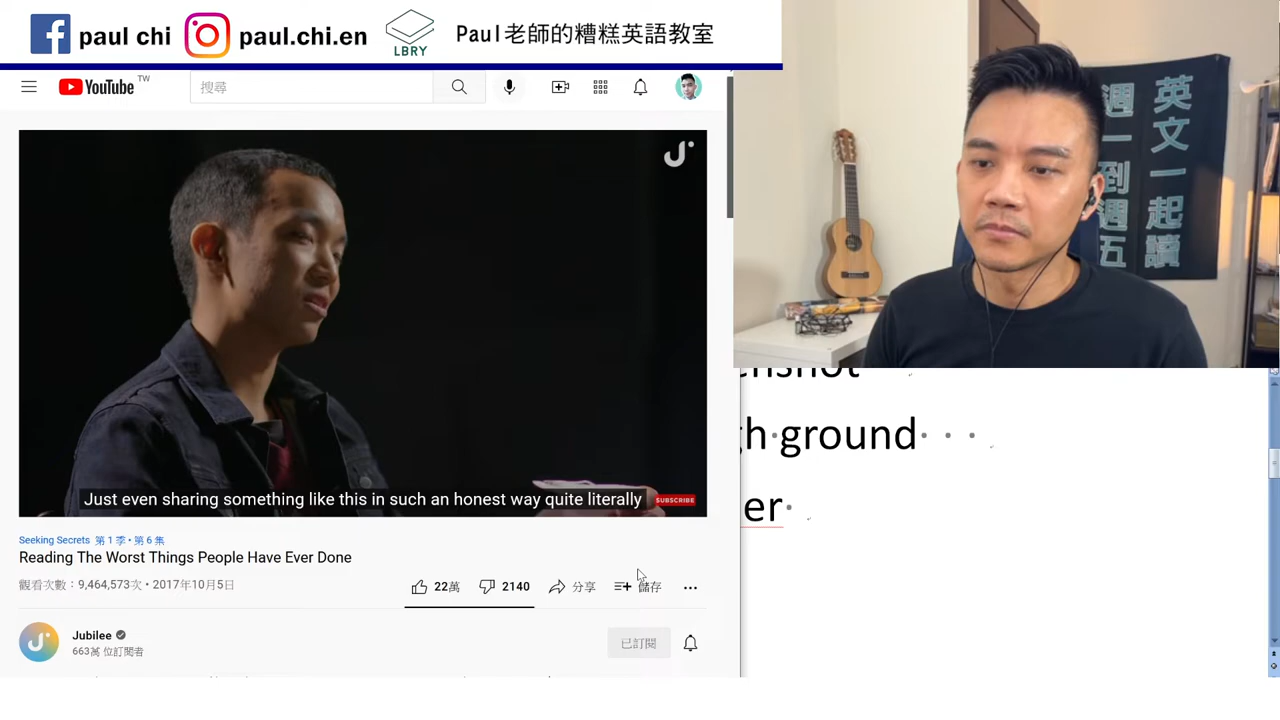 paul chi
paul.chi.en
LBRY
Paul老師的糟糕英語教室
YouTube TW
搜尋
Just even sharing something like this in such an honest way quite literally
SUBSCRIBE
Seeking Secrets 第 1 季 • 第 6 集
Reading The Worst Things People Have Ever Done
觀看次數：9,464,573次 • 2017年10月5日
22萬
2140
分享
儲存
Jubilee
663萬 位訂閱者
已訂閱
英文一起讀
週一到週五
enshot
gh ground
er